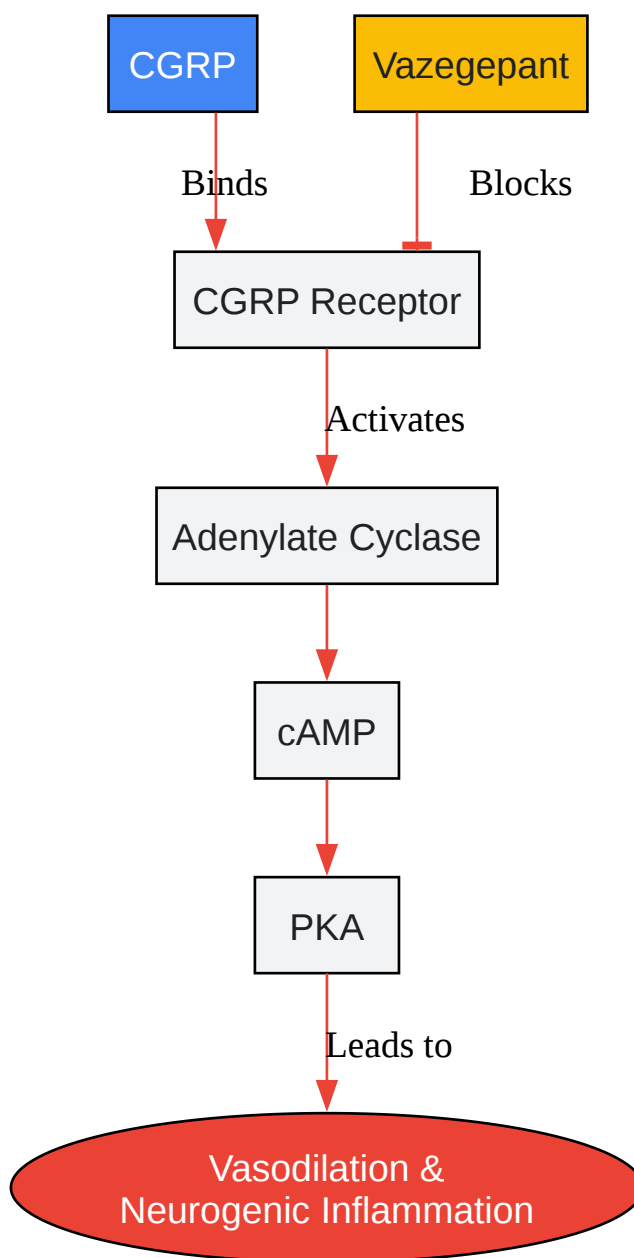 CGRP
Vazegepant
Binds
Blocks
CGRP Receptor
Activates
Adenylate Cyclase
cAMP
PKA
Leads to
Vasodilation &
Neurogenic Inflammation